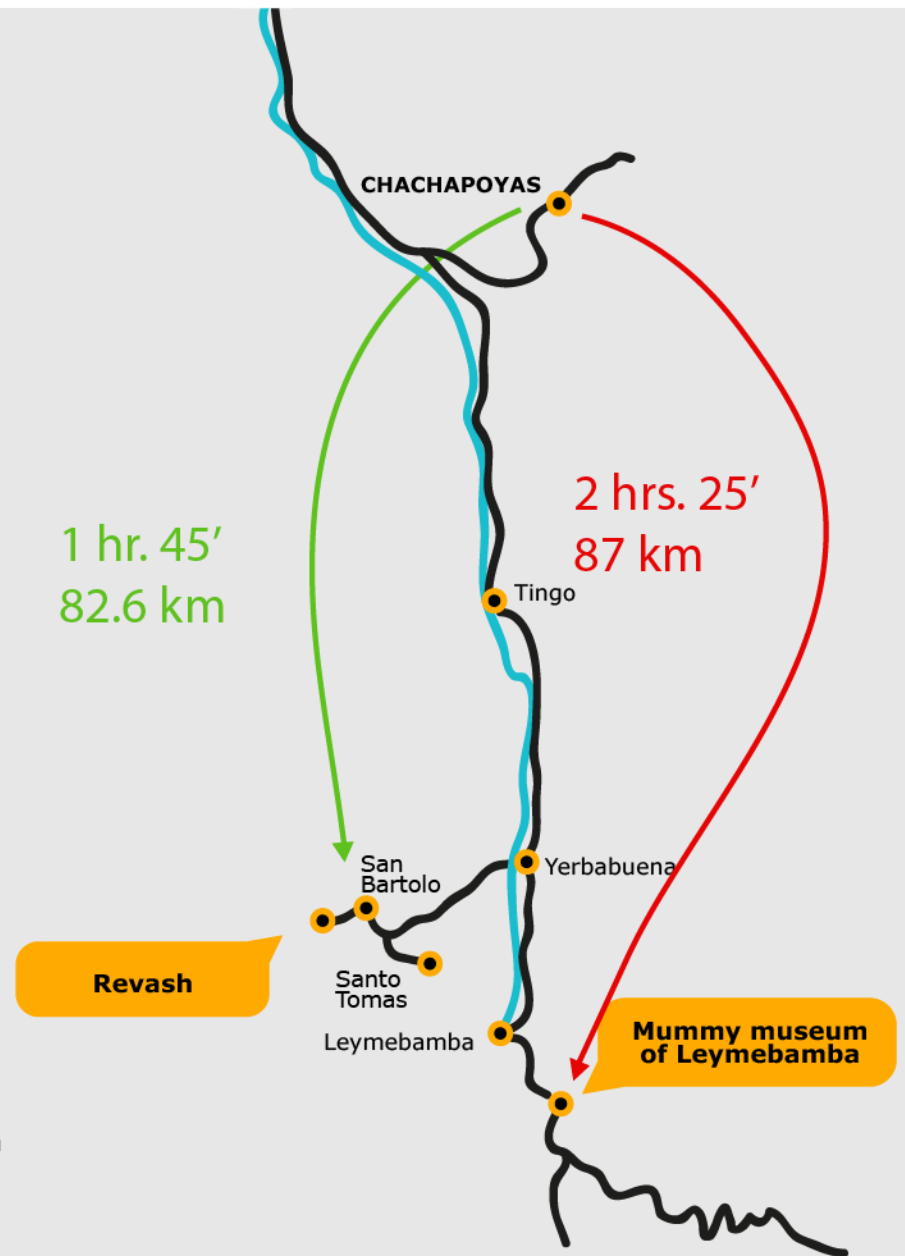 CHACHAPOYAS
2 hrs. 25’
87 km
1 hr. 45’
82.6 km
Tingo
San
Bartolo
Yerbabuena
Revash
Santo
Tomas
Leymebamba
Mummy museum
of Leymebamba